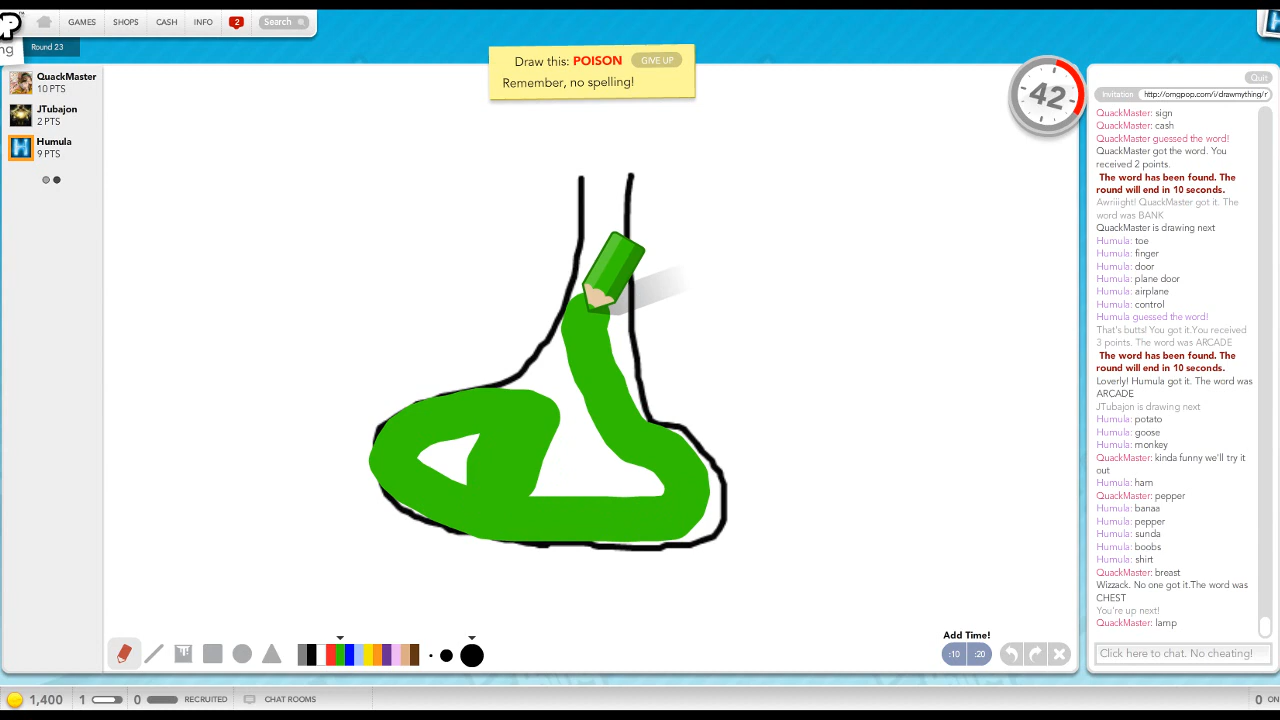 P™
GAMES SHOPS CASH INFO 2 Search
ng Round 23
Draw this: POISON GIVE UP
Remember, no spelling!
42
QuackMaster
10 PTS
JTubajon
2 PTS
H Humula
9 PTS
Quit
Invitation http://omgpop.com/i/drawmything/r
QuackMaster: sign
QuackMaster: cash
QuackMaster guessed the word!
QuackMaster got the word. You
received 2 points.
The word has been found. The
round will end in 10 seconds.
Awriiight! QuackMaster got it. The
word was BANK
QuackMaster is drawing next
Humula: toe
Humula: finger
Humula: door
Humula: plane door
Humula: airplane
Humula: control
Humula guessed the word!
That's butts! You got it.You received
3 points. The word was ARCADE
The word has been found. The
round will end in 10 seconds.
Loverly! Humula got it. The word was
ARCADE
JTubajon is drawing next
Humula: potato
Humula: goose
Humula: monkey
QuackMaster: kinda funny we'll try it
out
Humula: ham
QuackMaster: pepper
Humula: banaa
Humula: pepper
Humula: sunda
Humula: boobs
Humula: shirt
QuackMaster: breast
Wizzack. No one got it.The word was
CHEST
You're up next!
QuackMaster: lamp
Click here to chat. No cheating!
Add Time!
:10 :20
1,400 1 0 RECRUITED CHAT ROOMS 0 ON